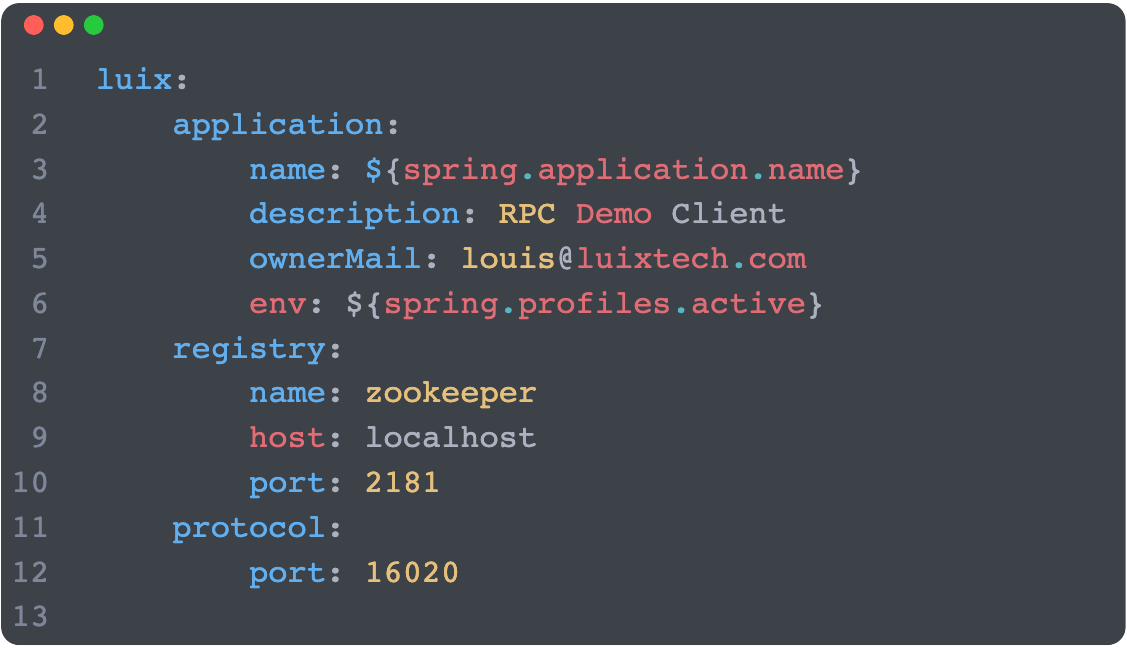 1 luix:
2     application:
3         name: ${spring.application.name}
4         description: RPC Demo Client
5         ownerMail: louis@luixtech.com
6         env: ${spring.profiles.active}
7     registry:
8         name: zookeeper
9         host: localhost
10         port: 2181
11     protocol:
12         port: 16020
13